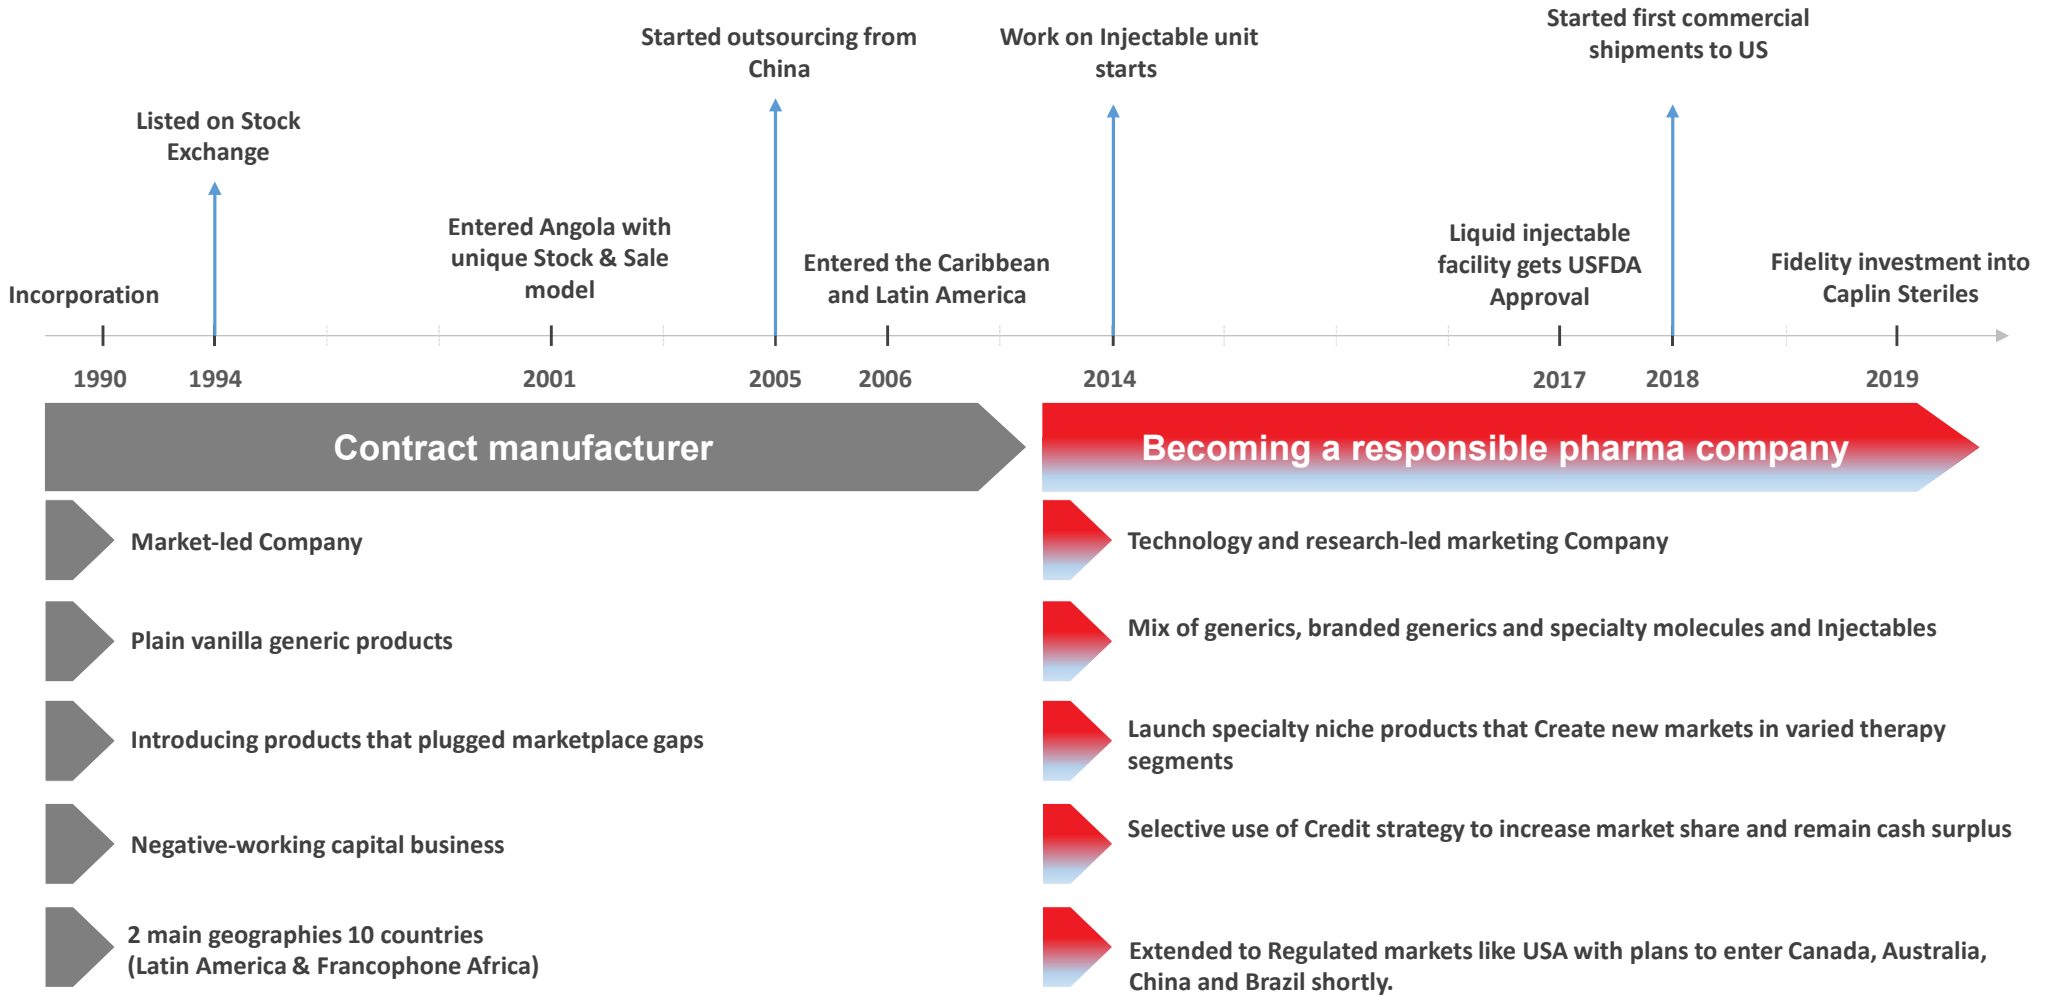 Started first commercial
shipments to US
Started outsourcing from
China
Work on Injectable unit
starts
Listed on Stock
Exchange
Entered Angola with
unique Stock & Sale
model
Liquid injectable
facility gets USFDA
Approval
Entered the Caribbean
and Latin America
Fidelity investment into
Caplin Steriles
Incorporation
1990
1994
2001
2005
2006
2014
2017
2018
2019
Contract manufacturer
Market-led Company
Plain vanilla generic products
Introducing products that plugged marketplace gaps
Negative-working capital business
2 main geographies 10 countries
(Latin America & Francophone Africa)
Becoming a responsible pharma company
Technology and research-led marketing Company
Mix of generics, branded generics and specialty molecules and Injectables
Launch specialty niche products that Create new markets in varied therapy
segments
Selective use of Credit strategy to increase market share and remain cash surplus
Extended to Regulated markets like USA with plans to enter Canada, Australia,
China and Brazil shortly.